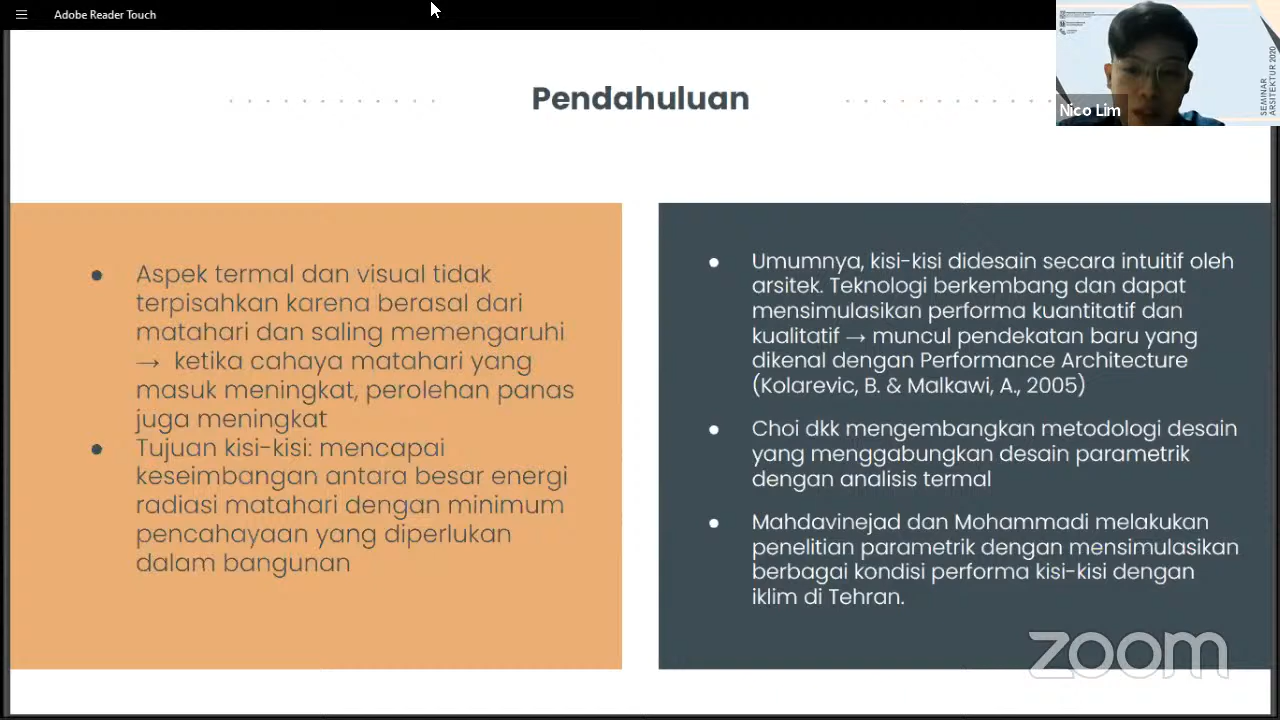 Adobe Reader Touch
Pendahuluan
Nico Lim
SEMINAR
ARSITEKTUR 2020
● Aspek termal dan visual tidak
terpisahkan karena berasal dari
matahari dan saling memengaruhi
→ ketika cahaya matahari yang
masuk meningkat, perolehan panas
juga meningkat
● Tujuan kisi-kisi: mencapai
keseimbangan antara besar energi
radiasi matahari dengan minimum
pencahayaan yang diperlukan
dalam bangunan
● Umumnya, kisi-kisi didesain secara intuitif oleh
arsitek. Teknologi berkembang dan dapat
mensimulasikan performa kuantitatif dan
kualitatif → muncul pendekatan baru yang
dikenal dengan Performance Architecture
(Kolarevic, B. & Malkawi, A., 2005)
● Choi dkk mengembangkan metodologi desain
yang menggabungkan desain parametrik
dengan analisis termal
● Mahdavinejad dan Mohammadi melakukan
penelitian parametrik dengan mensimulasikan
berbagai kondisi performa kisi-kisi dengan
iklim di Tehran.
zoom